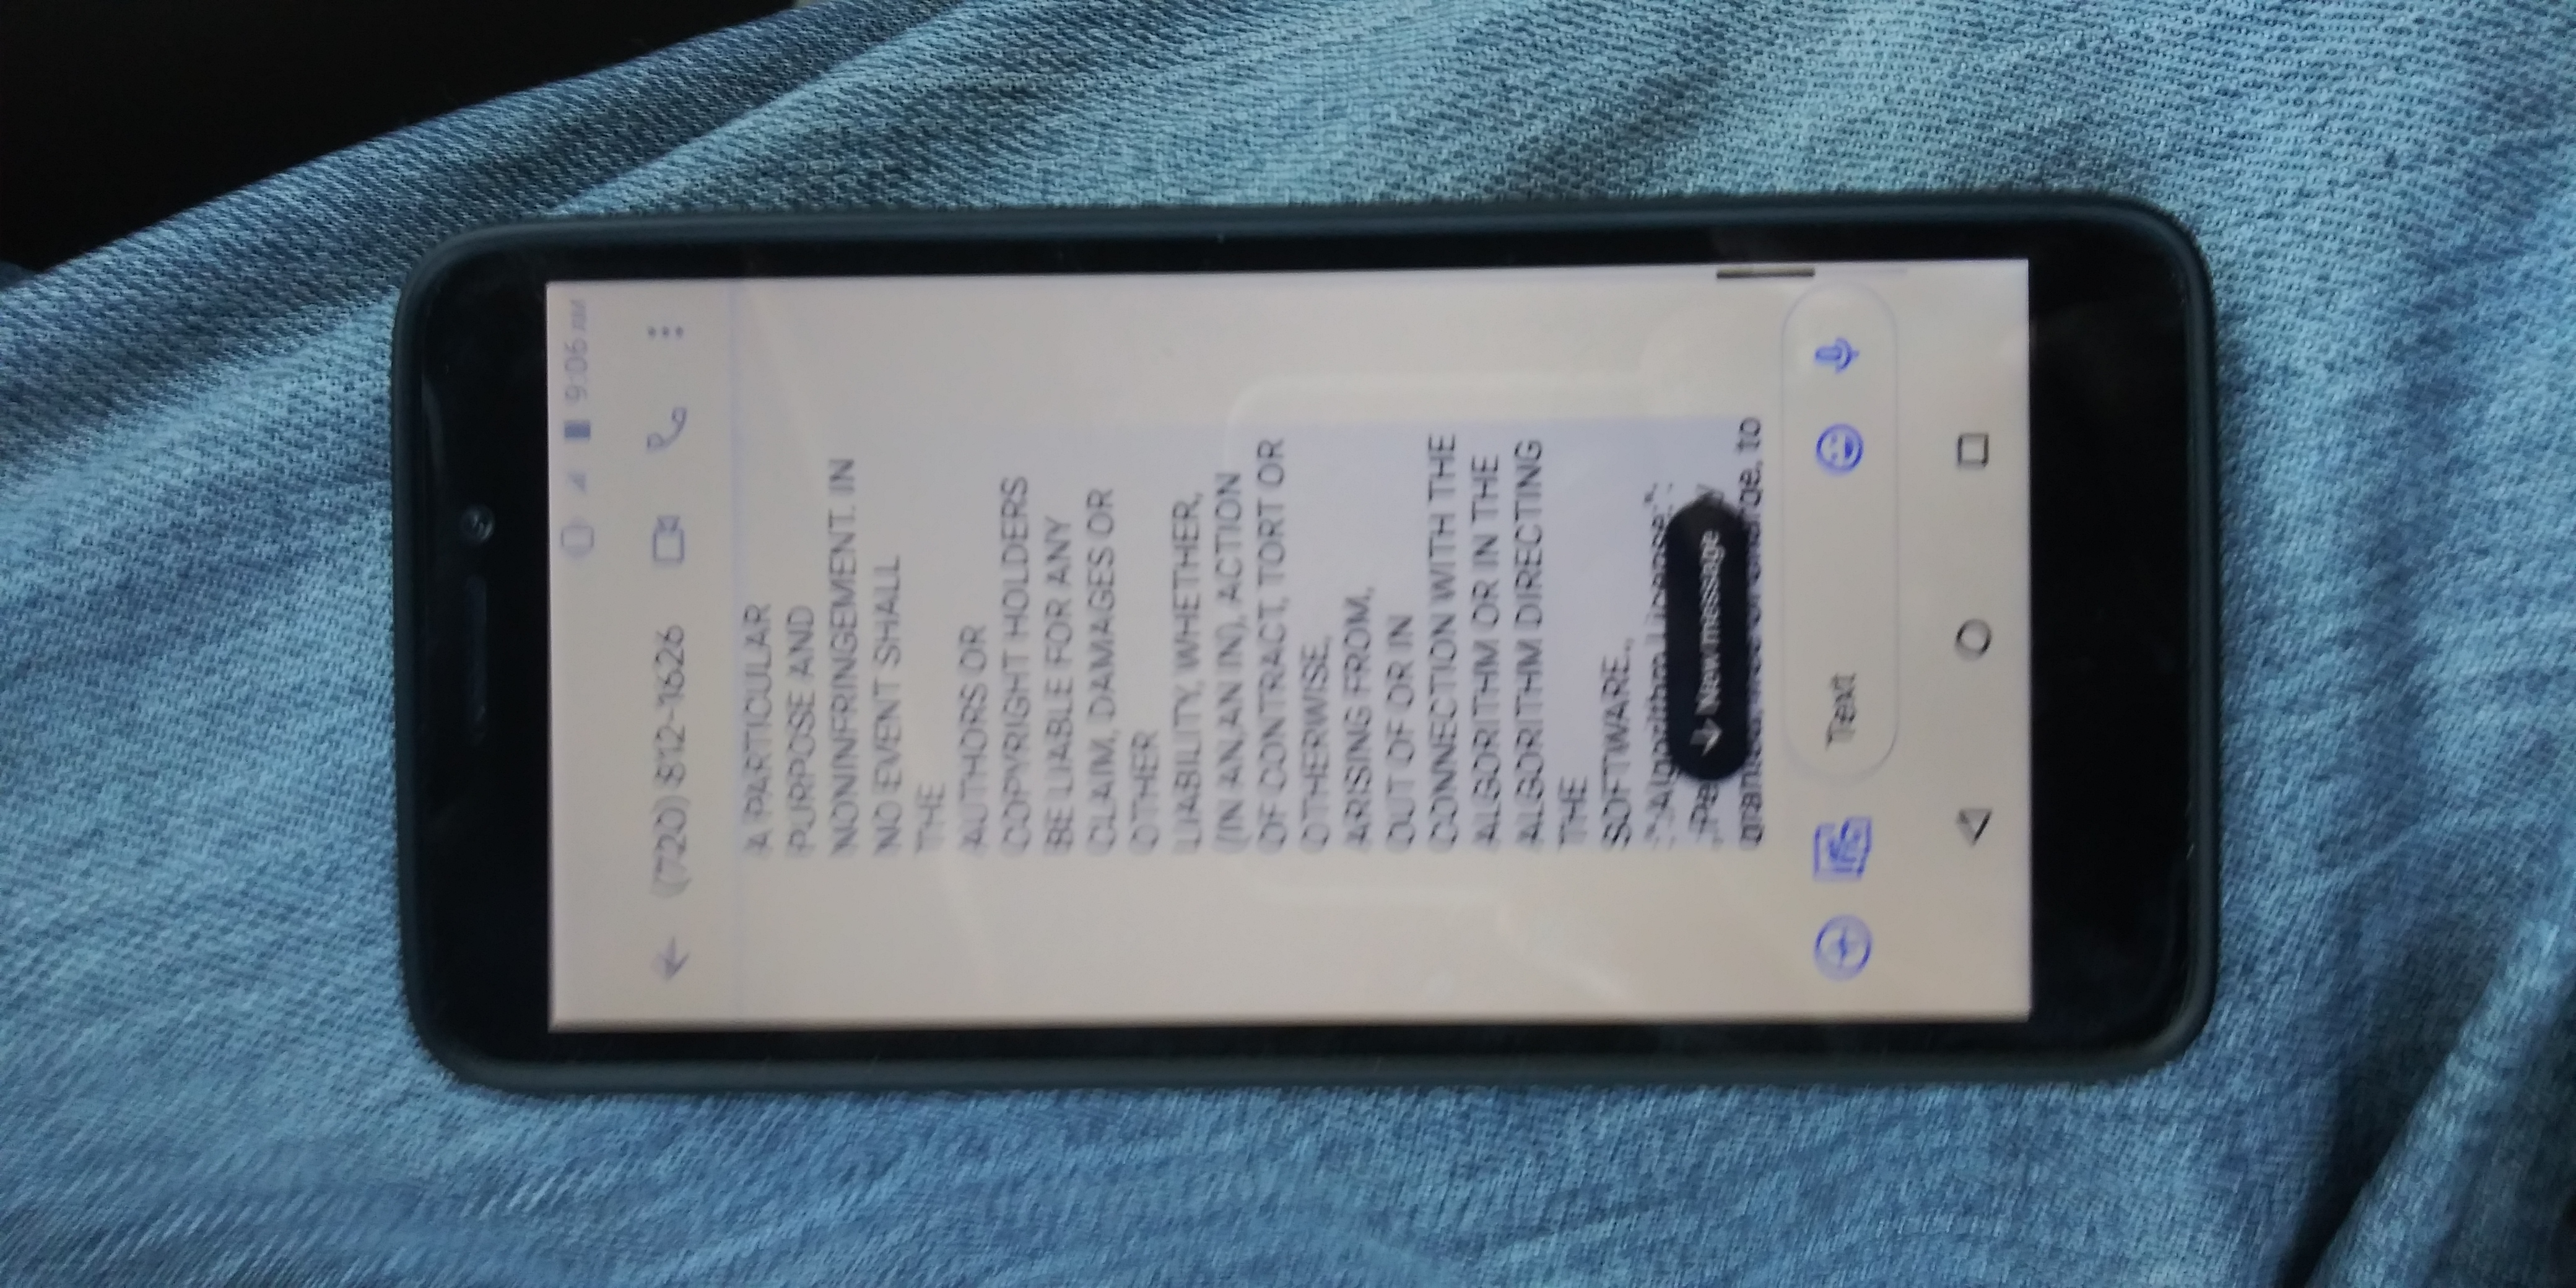 9:06 AM
(720) 812-1626
A PARTICULAR
PURPOSE AND
NONINFRINGEMENT. IN
NO EVENT SHALL
THE
AUTHORS OR
COPYRIGHT HOLDERS
BE LIABLE FOR ANY
CLAIM, DAMAGES OR
OTHER
LIABILITY, WHETHER,
(IN AN,AN IN), ACTION
OF CONTRACT, TORT OR
OTHERWISE,
ARISING FROM,
OUT OF OR IN
CONNECTION WITH THE
ALGORITHM OR IN THE
ALGORITHM DIRECTING
THE
SOFTWARE.,
New message
to
Text